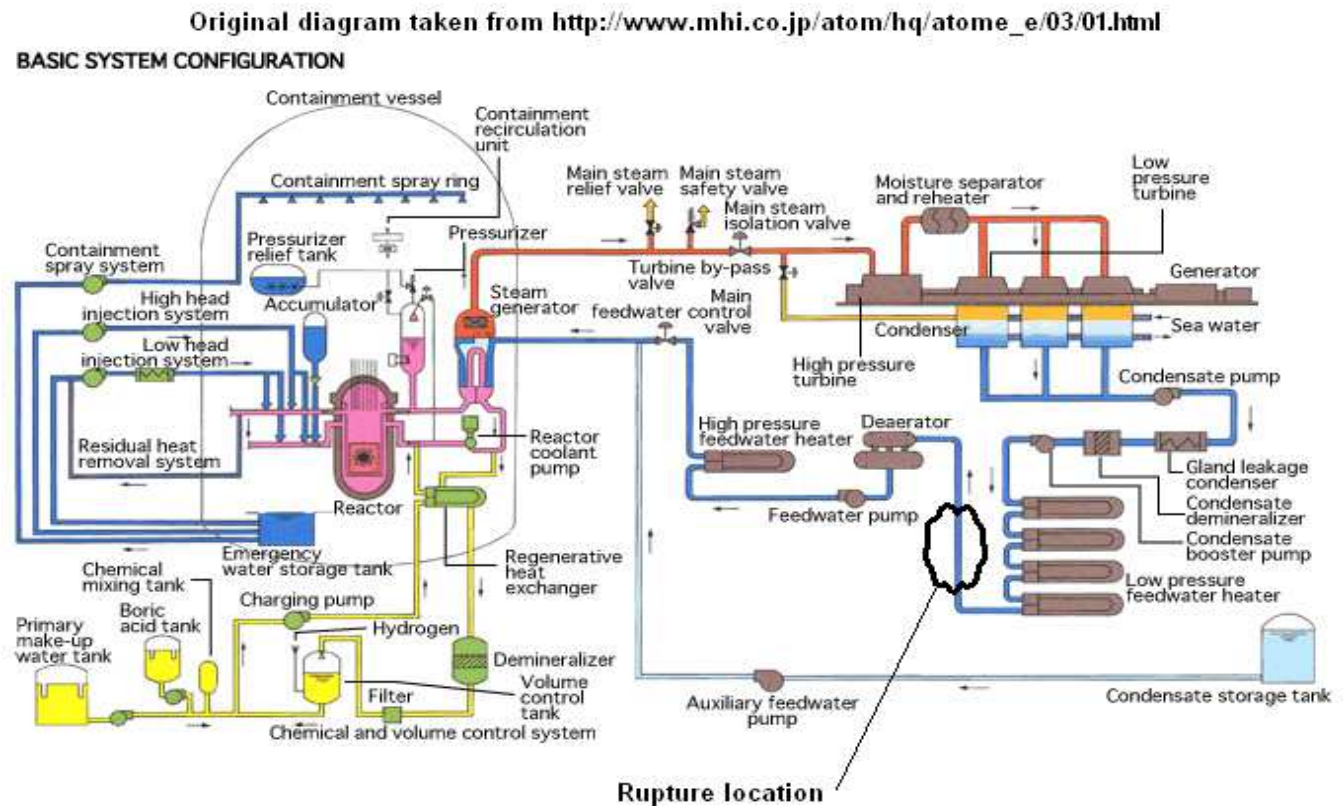 Original diagram taken from http://www.mhi.co.jp/atom/hq/atome_e/03/01.html
BASIC SYSTEM CONFIGURATION
Containment vessel
Containment
recirculation
unit
Containment spray ring
Pressurizer
Pressurizer
relief tank
Containment
spray system
Accumulator
High head
injection system
Low head
injection system
Steam
generator
Main steam
relief valve
Main steam
safety valve
Main steam
isolation valve
Turbine by-pass
valve
Main
feedwater control
valve
Moisture separator
and reheater
Low
pressure
turbine
Generator
Condenser
Sea water
High pressure
turbine
Condensate pump
Residual heat
removal system
Reactor
coolant
pump
High pressure
feedwater heater
Deaerator
Gland leakage
condenser
Condensate
demineralizer
Condensate
booster pump
Reactor
Feedwater pump
Emergency
water storage tank
Regenerative
heat
exchanger
Low pressure
feedwater heater
Chemical
mixing tank
Charging pump
Boric
acid tank
Hydrogen
Primary
make-up
water tank
Demineralizer
Filter
Volume
control
tank
Chemical and volume control system
Auxiliary feedwater
pump
Condensate storage tank
Rupture location